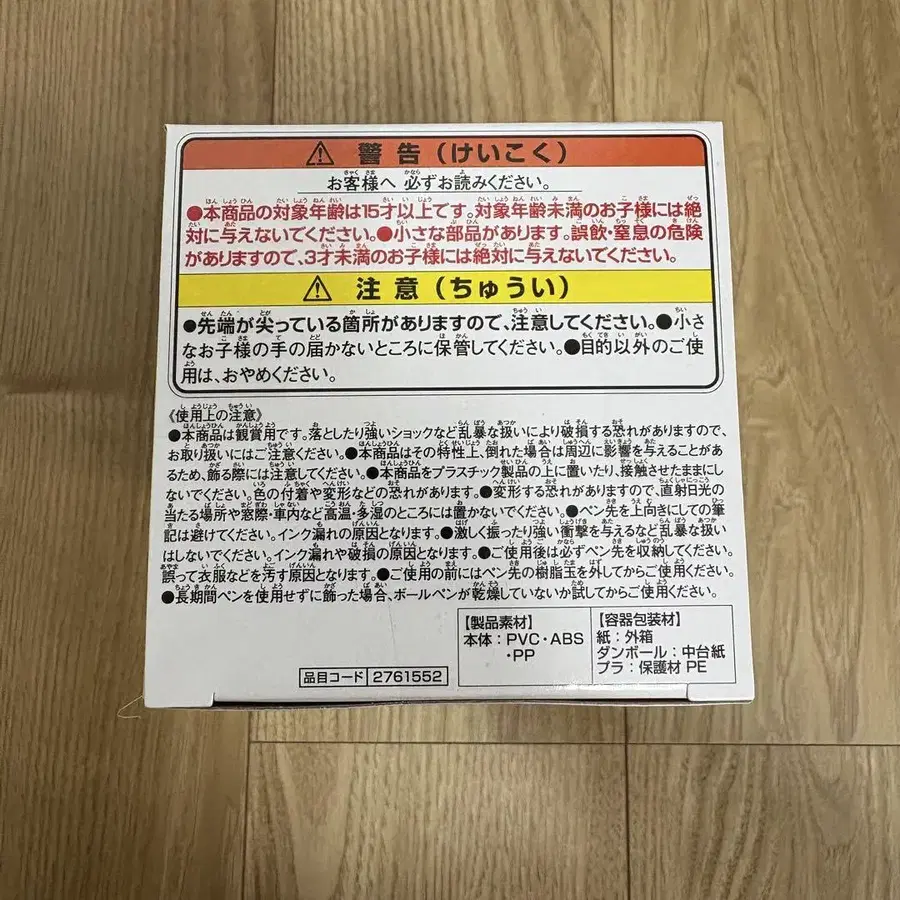 ⚠ 警告(けいこく)
お客様へ 必ずお読みください。
●本商品の対象年齢は15才以上です。対象年齢未満のお子様には絶
対に与えないでください。●小さな部品があります。誤飲・窒息の危険
がありますので、3才未満のお子様には絶対に与えないでください。
⚠ 注意(ちゅうい)
●先端が尖っている箇所がありますので、注意してください。●小さ
なお子様の手の届かないところに保管してください。●目的以外のご使
用は、おやめください。
《使用上の注意》
●本商品は観賞用です。落としたり強いショックなど乱暴な扱いにより破損する恐れがありますので、
お取り扱いにはご注意ください。●本商品はその特性上、倒れた場合は周辺に影響を与えることが
あるため、飾る際には注意してください。●本商品をプラスチック製品の上に置いたり、接触させたままにし
ないでください。色の付着や変形などの恐れがあります。●変形する恐れがありますので、直射日光の
当たる場所や窓際・車内など高温・多湿のところには置かないでください。●ペン先を上向きにしての筆
記は避けてください。インク漏れの原因となります。●激しく振ったり強い衝撃を与えるなど乱暴な扱い
はしないでください。インク漏れや破損の原因となります。●ご使用後は必ずペン先を収納してください。
誤って衣服などを汚す原因となります。●ご使用の前にはペン先の樹脂玉を外してからご使用ください。
●長期間ペンを使用せずに飾った場合、ボールペンが乾燥していないか試してからご使用ください。
品目コード 2761552
【製品素材】
本体:PVC・ABS
・PP
【容器包装材】
紙:外箱
ダンボール:中台紙
プラ:保護材 PE